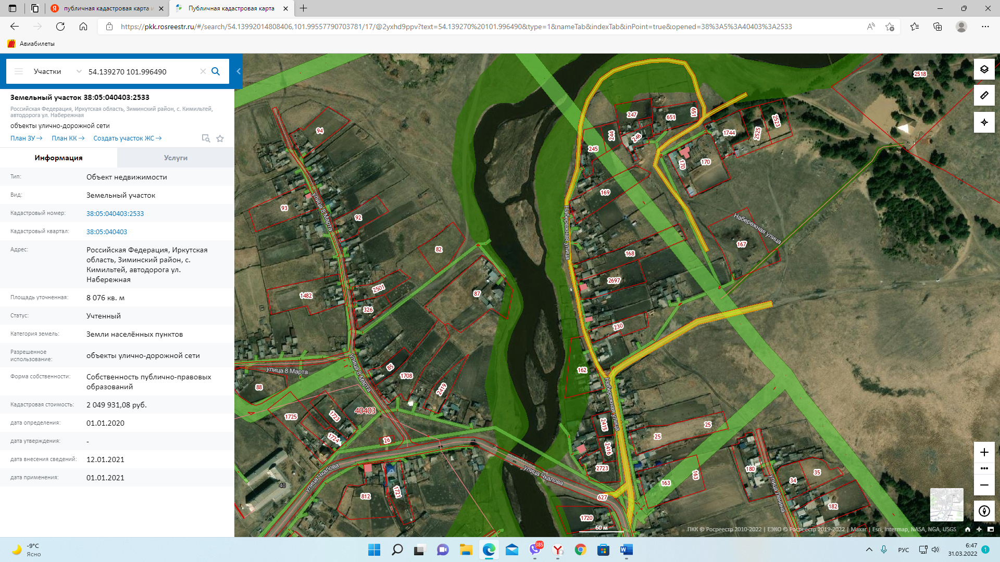 публичная кадастровая карта и
Публичная кадастровая карта
https://pkk.rosreestr.ru/#/search/54.13992014808406,101.99557790703781/17/@2yxhd9ppv?text=54.139270%20101.996490&type=1&nameTab&indexTab&inPoint=true&opened=38%3A5%3A40403%3A2533
Авиабилеты
Участки
54.139270 101.996490
Земельный участок 38:05:040403:2533
Российская Федерация, Иркутская область, Зиминский район, с. Кимильтей,
автодорога ул. Набережная
объекты улично-дорожной сети
План ЗУ→ План КК→ Создать участок ЖС→
Информация
Услуги
Тип: Объект недвижимости
Вид: Земельный участок
Кадастровый номер: 38:05:040403:2533
Кадастровый квартал: 38:05:040403
Адрес: Российская Федерация, Иркутская
область, Зиминский район, с.
Кимильтей, автодорога ул.
Набережная
Площадь уточненная: 8 076 кв. м
Статус: Учтенный
Категория земель: Земли населённых пунктов
Разрешенное
использование:
объекты улично-дорожной сети
Форма собственности: Собственность публично-правовых
образований
Кадастровая стоимость: 2 049 931,08 руб.
дата определения: 01.01.2020
дата утверждения: -
дата внесения сведений: 12.01.2021
дата применения: 01.01.2021
2518
94
247
651
651
2523
244
246
1744
2525
245
170
170
169
93
92
улица 8 Марта
Набережная улица
Набережная улица
82
167
168
2501
2697
1482
87
326
230
улица 8 Марта
улица 8 Марта
85
1708
162
88
2419
Набережная улица
40403
1725
1723
2415
25
25
1724
26
2416
улица Чкалова
улица Чкалова
2723
180
35
34
163
163
улица Ленина
40
812
1721
627
182
1720
60 м
ПКК © Росреестр 2010-2022 | ЕЭКО © Росреестр 2019-2022 | Maxar | Esri, Intermap, NASA, NGA, USGS
-9°C
Ясно
385
РУС
6:47
31.03.2022
1